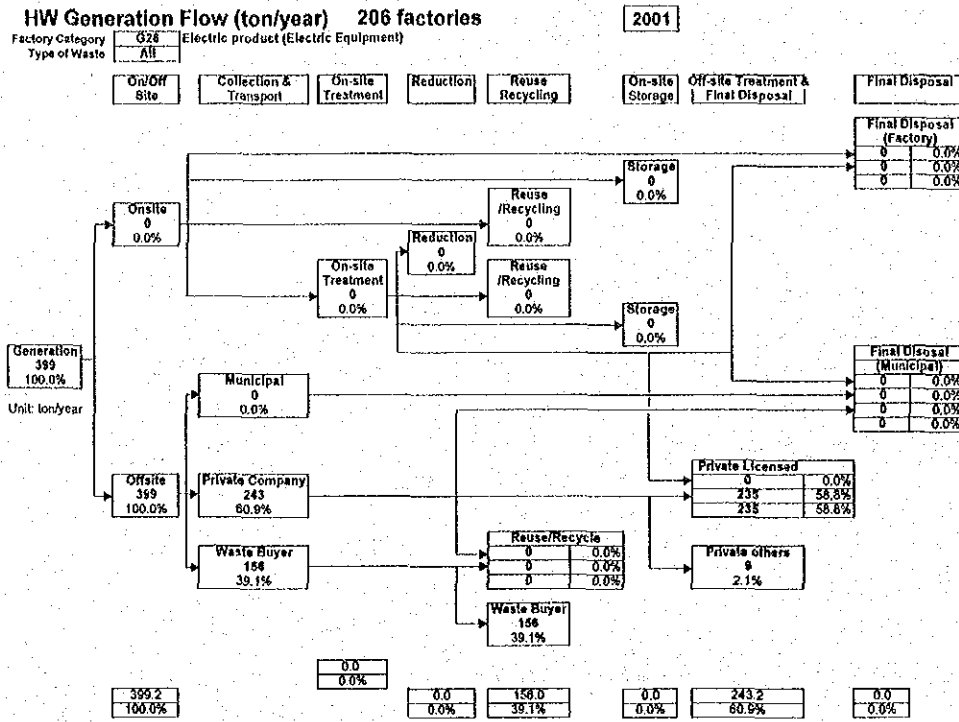 HW Generation Flow (ton/year) 206 factories
2001
Factory Category G26 Electric product (Electric Equipment)
Type of Waste All
On/Off Site
Collection & Transport
On-site Treatment
Reduction
Reuse Recycling
On-site Storage
Off-site Treatment & Final Disposal
Final Disposal
Final Disposal
(Factory)
0 0.0%
0 0.0%
0 0.0%
Storage
0
0.0%
Onsite
0
0.0%
Reuse
/Recycling
0
0.0%
Reduction
0
0.0%
On-site
Treatment
0
0.0%
Reuse
/Recycling
0
0.0%
Storage
0
0.0%
Generation
399
100.0%
Unit: ton/year
Municipal
0
0.0%
Final Disosal
(Municipal)
0 0.0%
0 0.0%
0 0.0%
0 0.0%
Offsite
399
100.0%
Private Company
243
60.9%
Private Licensed
0 0.0%
235 58.8%
235 58.8%
Waste Buyer
156
39.1%
Reuse/Recycle
0 0.0%
0 0.0%
0 0.0%
Private others
9
2.1%
Waste Buyer
156
39.1%
0.0
0.0%
399.2
100.0%
0.0
0.0%
156.0
39.1%
0.0
0.0%
243.2
60.9%
0.0
0.0%